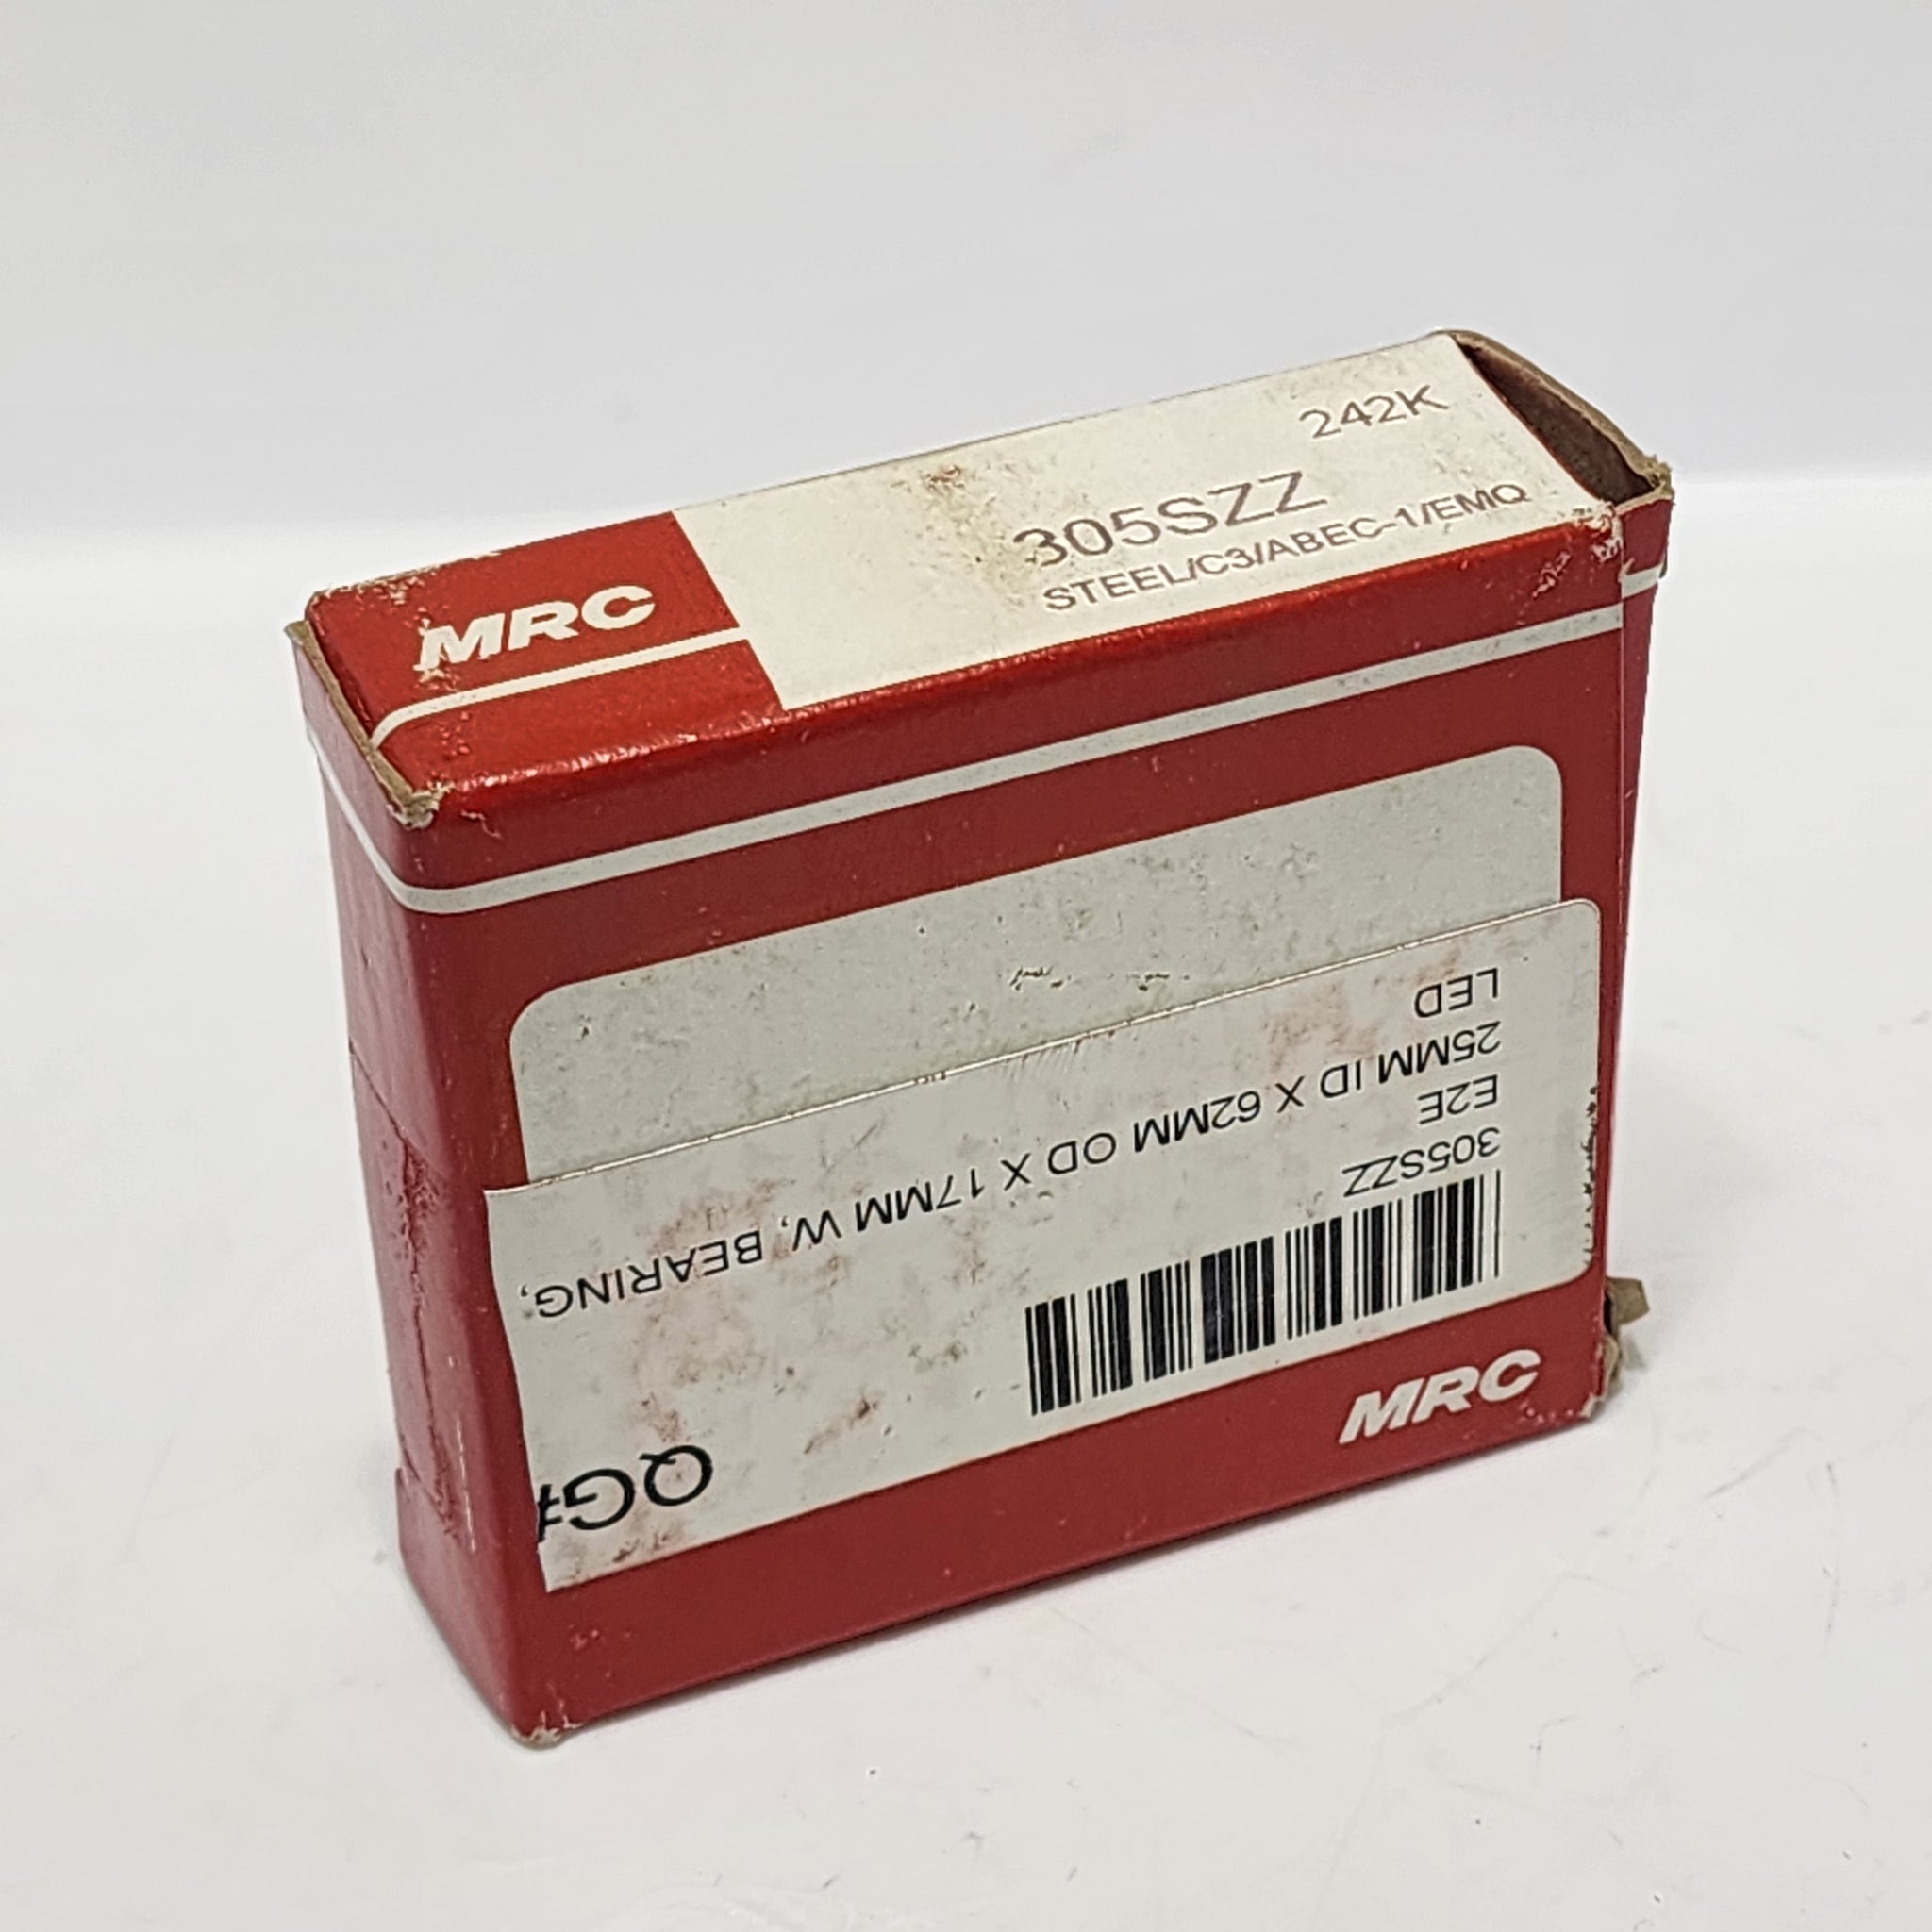 MRC
242K
305SZZ
STEEL/C3/ABEC-1/EMQ
QG#
305SZZ
E2E
25MM ID X 62MM OD X 17MM W, BEARING,
LED
MRC